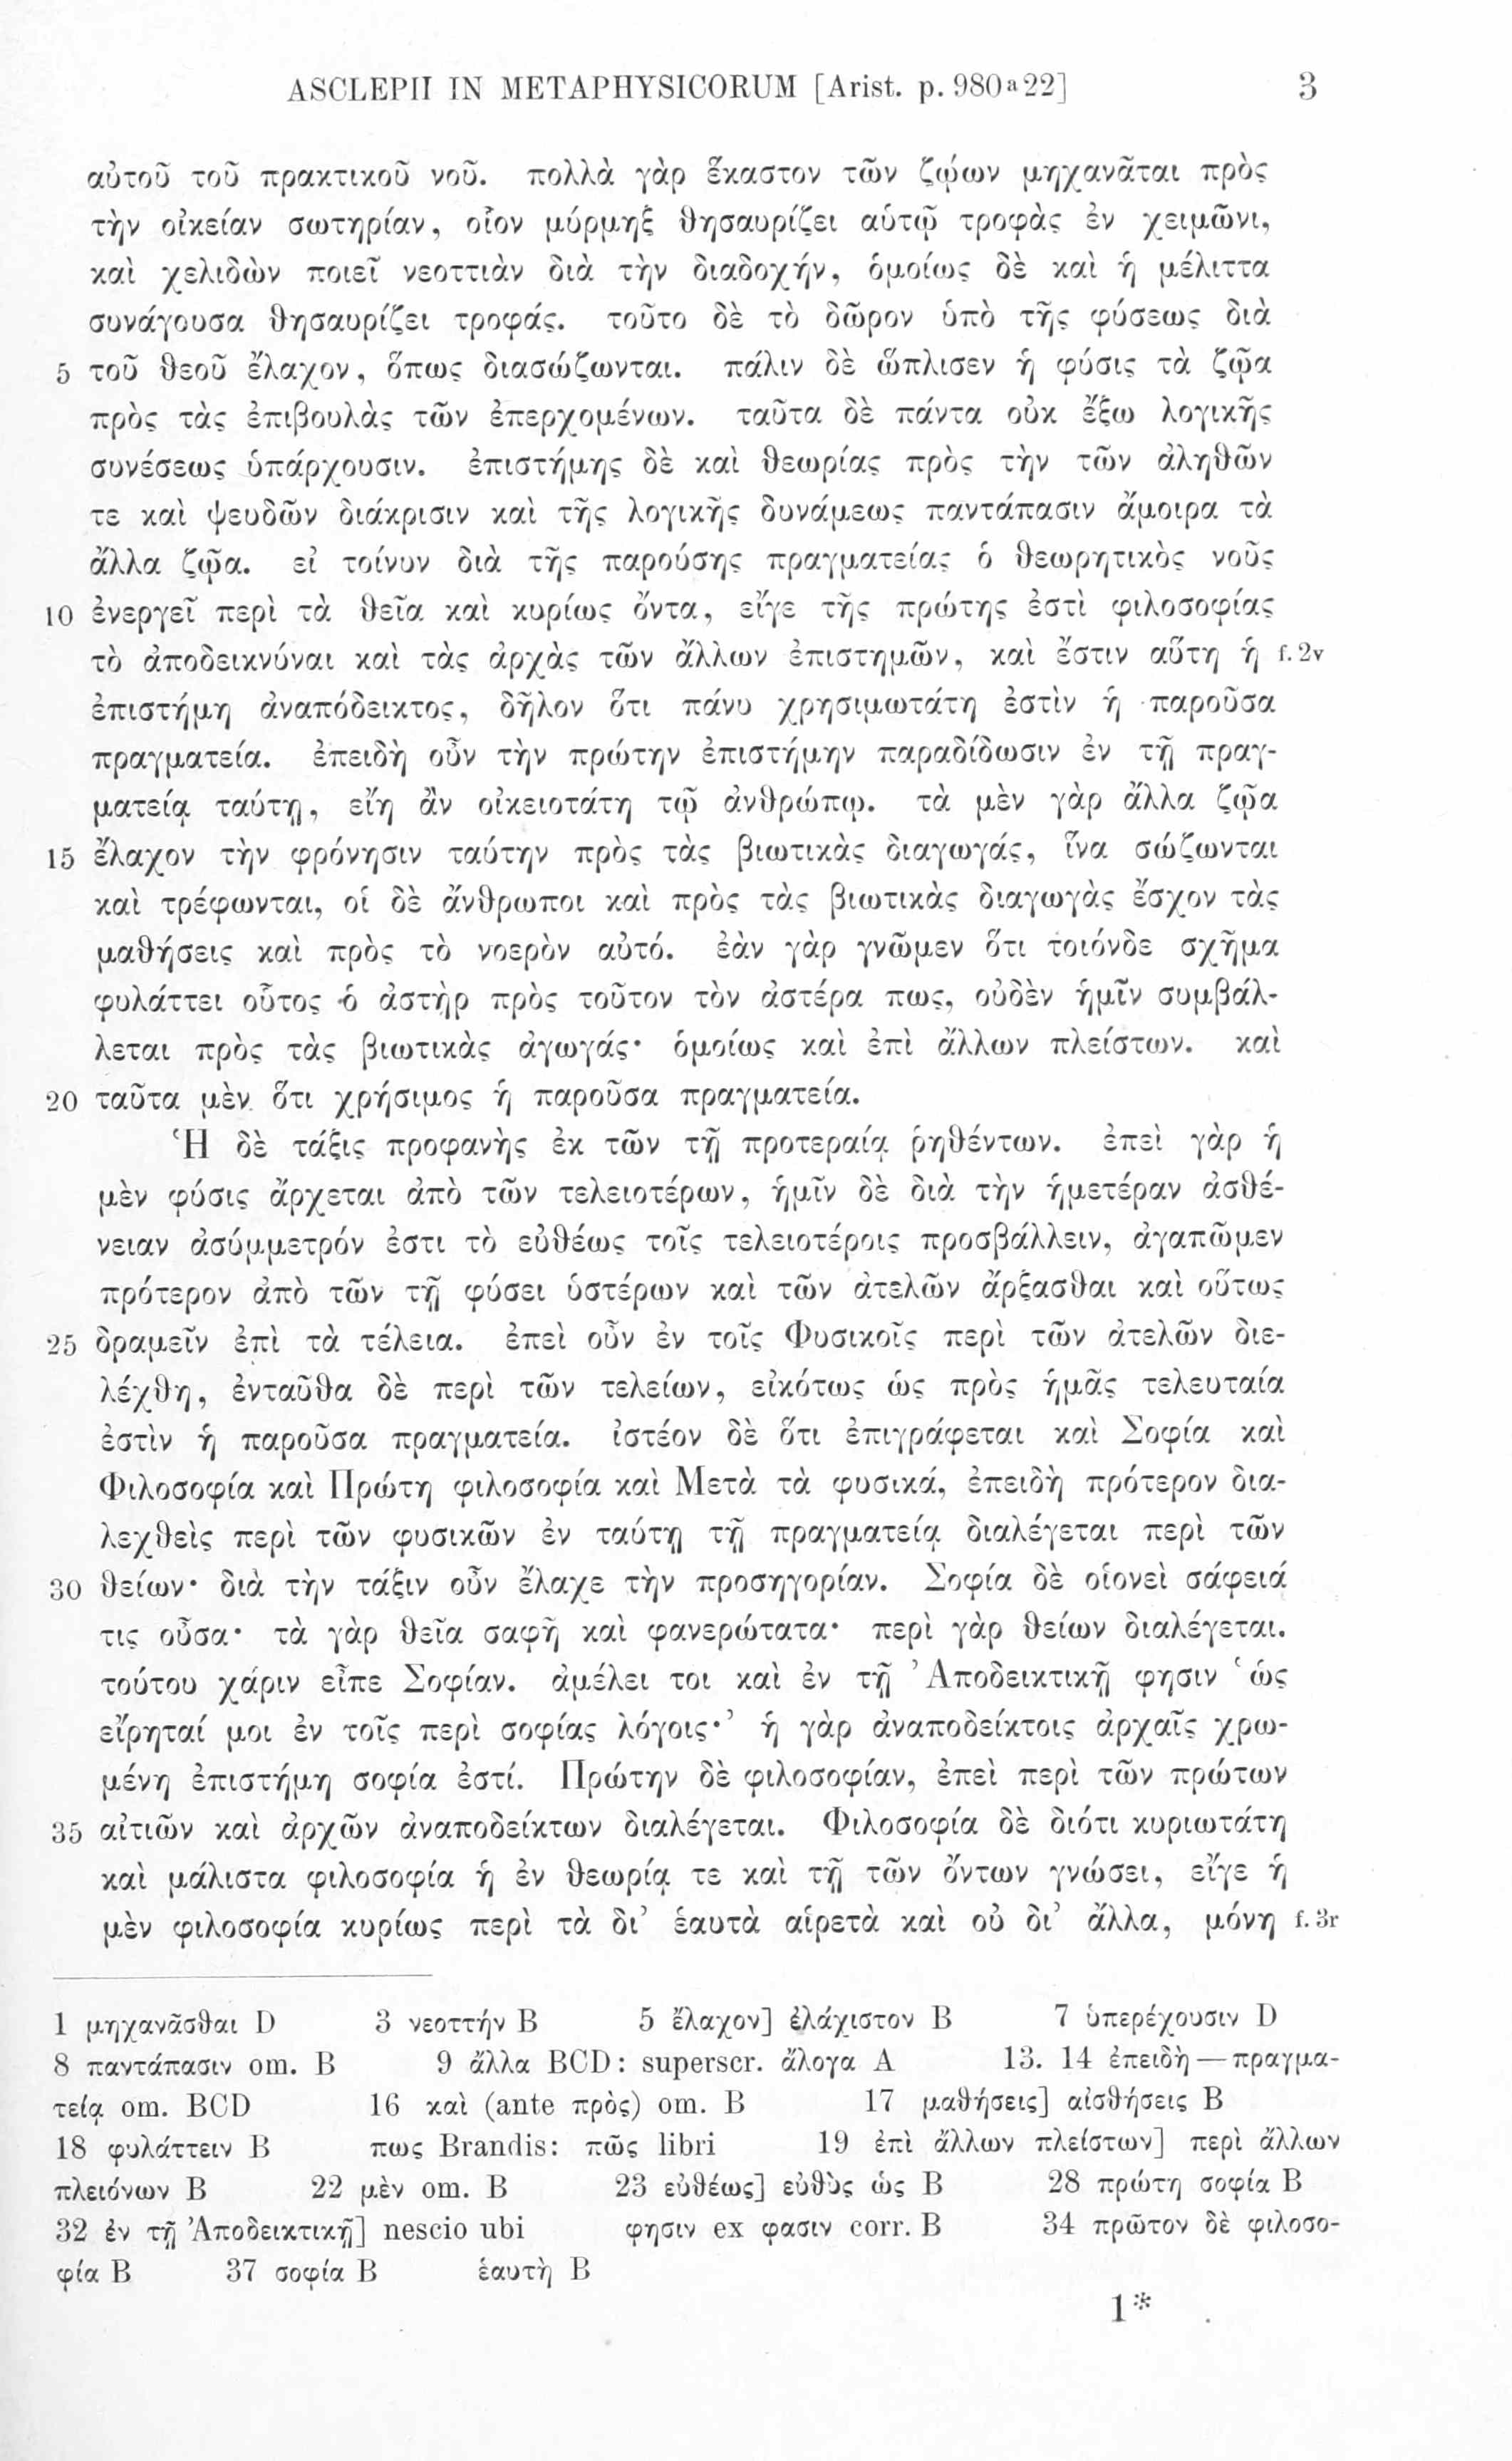 ASCLEPII IN METAPHYSICORUM [Arist. p. 980a22] 3
αὐτοῦ τοῦ πρακτικοῦ νοῦ. πολλὰ γὰρ ἕκαστον τῶν ζῴων μηχανᾶται πρὸς
τὴν οἰκείαν σωτηρίαν, οἷον μύρμηξ θησαυρίζει αὑτῷ τροφὰς ἐν χειμῶνι,
καὶ χελιδὼν ποιεῖ νεοττιὰν διὰ τὴν διαδοχήν, ὁμοίως δὲ καὶ ἡ μέλιττα
συνάγουσα θησαυρίζει τροφάς. τοῦτο δὲ τὸ δῶρον ὑπὸ τῆς φύσεως διὰ
5 τοῦ θεοῦ ἔλαχον, ὅπως διασώζωνται. πάλιν δὲ ὥπλισεν ἡ φύσις τὰ ζῷα
πρὸς τὰς ἐπιβουλὰς τῶν ἐπερχομένων. ταῦτα δὲ πάντα οὐκ ἔξω λογικῆς
συνέσεως ὑπάρχουσιν. ἐπιστήμης δὲ καὶ θεωρίας πρὸς τὴν τῶν ἀληθῶν
τε καὶ ψευδῶν διάκρισιν καὶ τῆς λογικῆς δυνάμεως παντάπασιν ἄμοιρα τὰ
ἄλλα ζῷα. εἰ τοίνυν διὰ τῆς παρούσης πραγματείας ὁ θεωρητικὸς νοῦς
10 ἐνεργεῖ περὶ τὰ θεῖα καὶ κυρίως ὄντα, εἴγε τῆς πρώτης ἐστὶ φιλοσοφίας
τὸ ἀποδεικνύναι καὶ τὰς ἀρχὰς τῶν ἄλλων ἐπιστημῶν, καὶ ἔστιν αὕτη ἡ f. 2v
ἐπιστήμη ἀναπόδεικτος, δῆλον ὅτι πάνυ χρησιμωτάτη ἐστὶν ἡ παροῦσα
πραγματεία. ἐπειδὴ οὖν τὴν πρώτην ἐπιστήμην παραδίδωσιν ἐν τῇ πραγ-
ματείᾳ ταύτῃ, εἴη ἂν οἰκειοτάτη τῷ ἀνθρώπῳ. τὰ μὲν γὰρ ἄλλα ζῷα
15 ἔλαχον τὴν φρόνησιν ταύτην πρὸς τὰς βιωτικὰς διαγωγάς, ἵνα σώζωνται
καὶ τρέφωνται, οἱ δὲ ἄνθρωποι καὶ πρὸς τὰς βιωτικὰς διαγωγὰς ἔσχον τὰς
μαθήσεις καὶ πρὸς τὸ νοερὸν αὐτό. ἐὰν γὰρ γνῶμεν ὅτι τοιόνδε σχῆμα
φυλάττει οὗτος ὁ ἀστὴρ πρὸς τοῦτον τὸν ἀστέρα πως, οὐδὲν ἡμῖν συμβάλ-
λεται πρὸς τὰς βιωτικὰς ἀγωγάς· ὁμοίως καὶ ἐπὶ ἄλλων πλείστων. καὶ
20 ταῦτα μὲν ὅτι χρήσιμος ἡ παροῦσα πραγματεία.
Ἡ δὲ τάξις προφανὴς ἐκ τῶν τῇ προτεραίᾳ ῥηθέντων. ἐπεὶ γὰρ ἡ
μὲν φύσις ἄρχεται ἀπὸ τῶν τελειοτέρων, ἡμῖν δὲ διὰ τὴν ἡμετέραν ἀσθέ-
νειαν ἀσύμμετρόν ἐστι τὸ εὐθέως τοῖς τελειοτέροις προσβάλλειν, ἀγαπῶμεν
πρότερον ἀπὸ τῶν τῇ φύσει ὑστέρων καὶ τῶν ἀτελῶν ἄρξασθαι καὶ οὕτως
25 δραμεῖν ἐπὶ τὰ τέλεια. ἐπεὶ οὖν ἐν τοῖς Φυσικοῖς περὶ τῶν ἀτελῶν διε-
λέχθη, ἐνταῦθα δὲ περὶ τῶν τελείων, εἰκότως ὡς πρὸς ἡμᾶς τελευταία
ἐστὶν ἡ παροῦσα πραγματεία. ἰστέον δὲ ὅτι ἐπιγράφεται καὶ Σοφία καὶ
Φιλοσοφία καὶ Πρώτη φιλοσοφία καὶ Μετὰ τὰ φυσικά, ἐπειδὴ πρότερον δια-
λεχθεὶς περὶ τῶν φυσικῶν ἐν ταύτῃ τῇ πραγματείᾳ διαλέγεται περὶ τῶν
30 θείων· διὰ τὴν τάξιν οὖν ἔλαχε τὴν προσηγορίαν. Σοφία δὲ οἱονεὶ σάφειά
τις οὖσα· τὰ γὰρ θεῖα σαφῆ καὶ φανερώτατα· περὶ γὰρ θείων διαλέγεται.
τούτου χάριν εἶπε Σοφίαν. ἀμέλει τοι καὶ ἐν τῇ Ἀποδεικτικῇ φησιν ‘ὡς
εἴρηταί μοι ἐν τοῖς περὶ σοφίας λόγοις·’ ἡ γὰρ ἀναποδείκτοις ἀρχαῖς χρω-
μένη ἐπιστήμη σοφία ἐστί. Πρώτην δὲ φιλοσοφίαν, ἐπεὶ περὶ τῶν πρώτων
35 αἰτιῶν καὶ ἀρχῶν ἀναποδείκτων διαλέγεται. Φιλοσοφία δὲ διότι κυριωτάτη
καὶ μάλιστα φιλοσοφία ἡ ἐν θεωρίᾳ τε καὶ τῇ τῶν ὄντων γνώσει, εἴγε ἡ
μὲν φιλοσοφία κυρίως περὶ τὰ δι’ ἑαυτὰ αἱρετὰ καὶ οὐ δι’ ἄλλα, μόνη f. 3r
1 μηχανᾶσθαι D 3 νεοττήν B 5 ἔλαχον] ἐλάχιστον B 7 ὑπερέχουσιν D
8 παντάπασιν om. B 9 ἄλλα BCD: superscr. ἄλογα A 13. 14 ἐπειδὴ — πραγμα-
τείᾳ om. BCD 16 καὶ (ante πρὸς) om. B 17 μαθήσεις] αἰσθήσεις B
18 φυλάττειν B πως Brandis: πῶς libri 19 ἐπὶ ἄλλων πλείστων] περὶ ἄλλων
πλειόνων B 22 μὲν om. B 23 εὐθέως] εὐθὺς ὡς B 28 πρώτη σοφία B
32 ἐν τῇ Ἀποδεικτικῇ] nescio ubi φησιν ex φασιν corr. B 34 πρῶτον δὲ φιλοσο-
φία B 37 σοφία B ἑαυτὴ B
1*